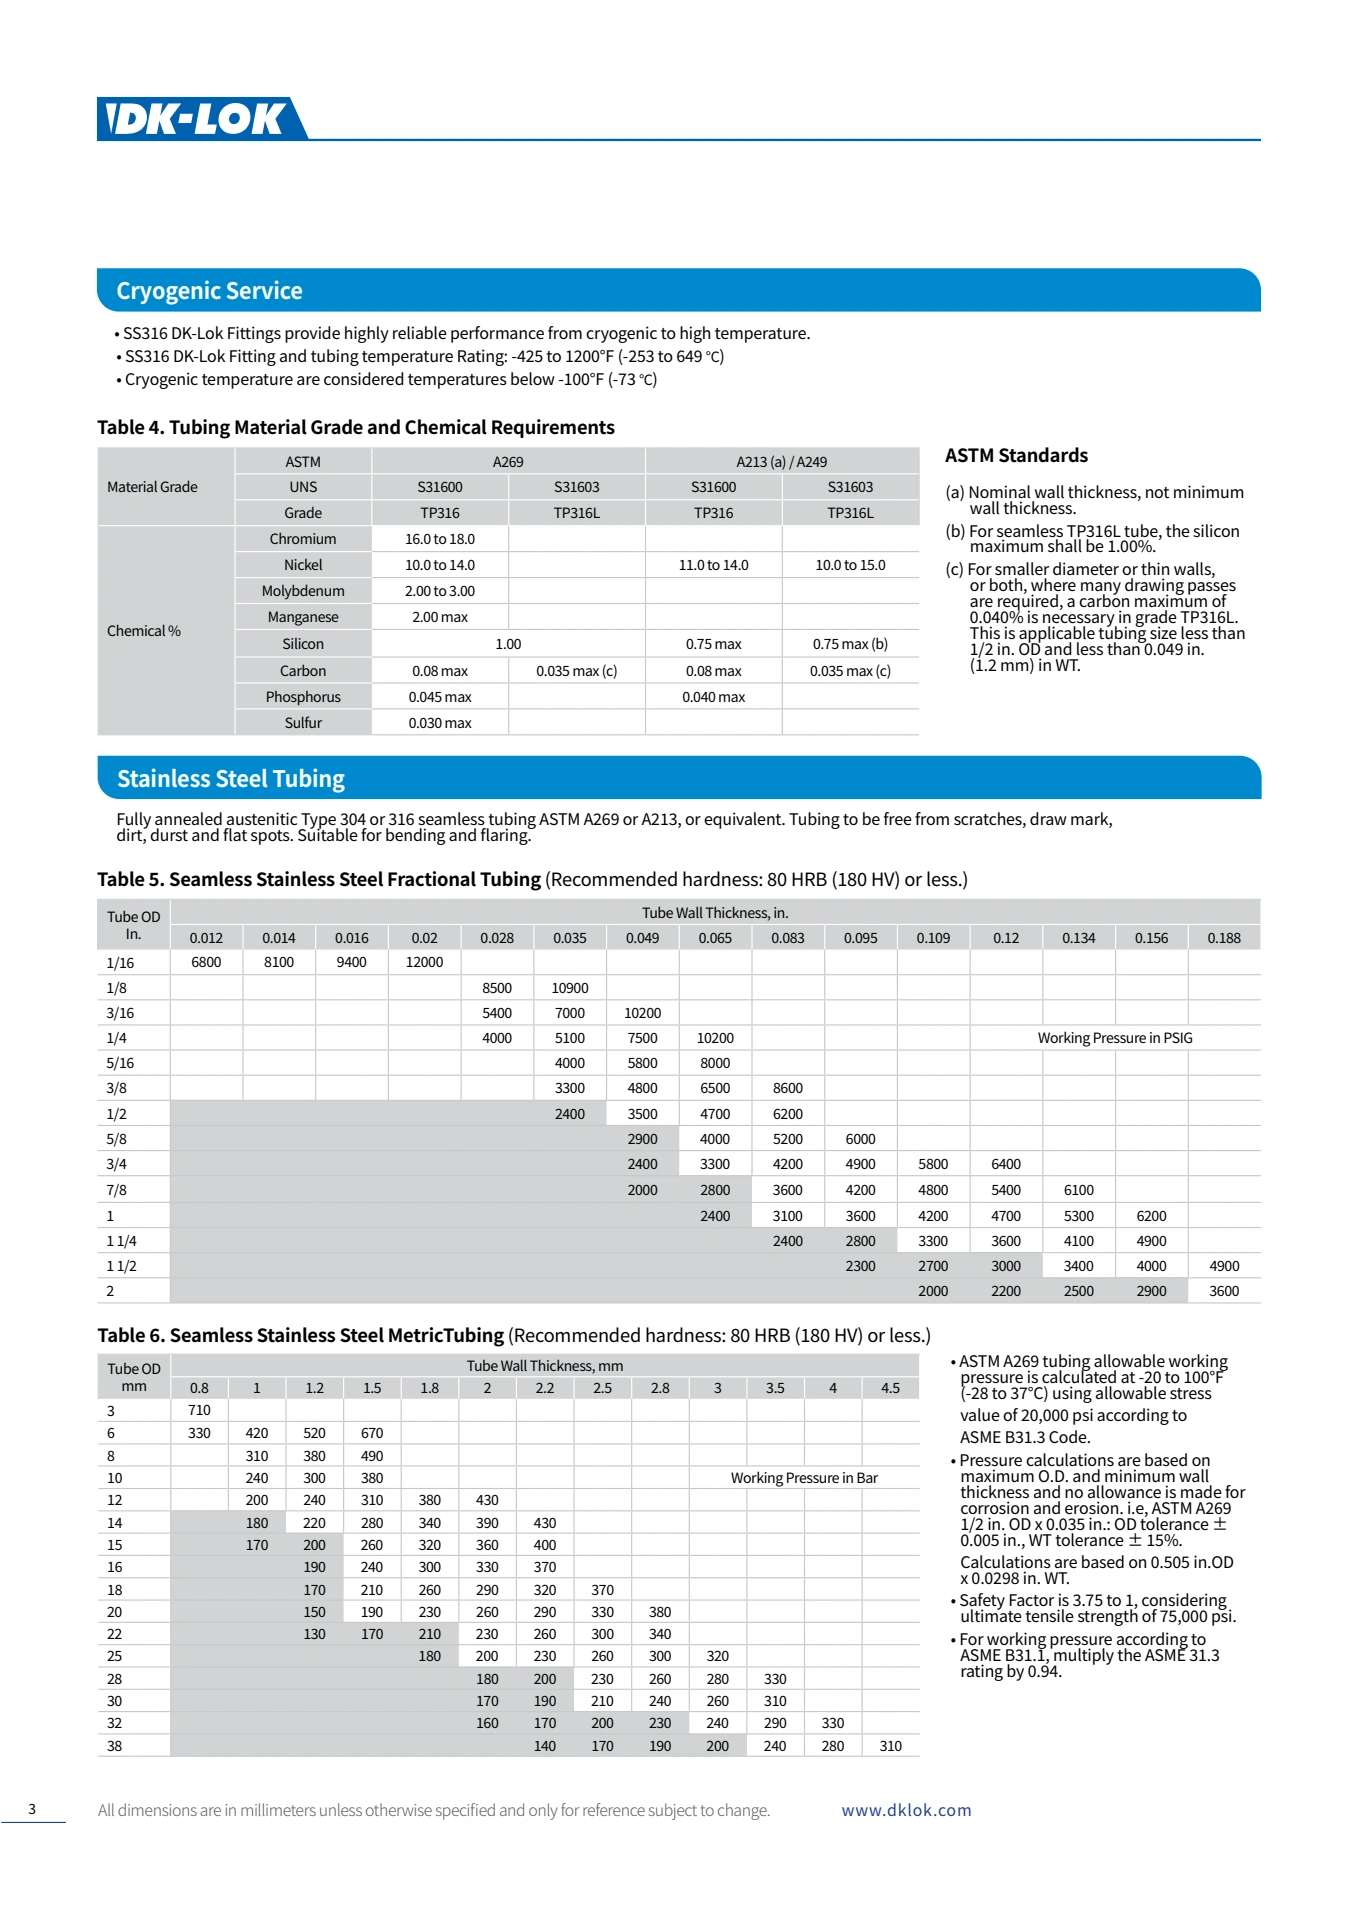 DK-LOK
Cryogenic Service
• SS316 DK-Lok Fittings provide highly reliable performance from cryogenic to high temperature.
• SS316 DK-Lok Fitting and tubing temperature Rating: -425 to 1200°F (-253 to 649 °C)
• Cryogenic temperature are considered temperatures below -100°F (-73 °C)
Table 4. Tubing Material Grade and Chemical Requirements
Material Grade
ASTM A269 A213 (a) / A249
UNS S31600 S31603 S31600 S31603
Grade TP316 TP316L TP316 TP316L
Chemical %
Chromium 16.0 to 18.0
Nickel 10.0 to 14.0 11.0 to 14.0 10.0 to 15.0
Molybdenum 2.00 to 3.00
Manganese 2.00 max
Silicon 1.00 0.75 max 0.75 max (b)
Carbon 0.08 max 0.035 max (c) 0.08 max 0.035 max (c)
Phosphorus 0.045 max 0.040 max
Sulfur 0.030 max
ASTM Standards
(a) Nominal wall thickness, not minimum
wall thickness.
(b) For seamless TP316L tube, the silicon
maximum shall be 1.00%.
(c) For smaller diameter or thin walls,
or both, where many drawing passes
are required, a carbon maximum of
0.040% is necessary in grade TP316L.
This is applicable tubing size less than
1/2 in. OD and less than 0.049 in.
(1.2 mm) in WT.
Stainless Steel Tubing
Fully annealed austenitic Type 304 or 316 seamless tubing ASTM A269 or A213, or equivalent. Tubing to be free from scratches, draw mark,
dirt, durst and flat spots. Suitable for bending and flaring.
Table 5. Seamless Stainless Steel Fractional Tubing (Recommended hardness: 80 HRB (180 HV) or less.)
Tube OD
In.
Tube Wall Thickness, in.
0.012 0.014 0.016 0.02 0.028 0.035 0.049 0.065 0.083 0.095 0.109 0.12 0.134 0.156 0.188
1/16 6800 8100 9400 12000
1/8 8500 10900
3/16 5400 7000 10200
1/4 4000 5100 7500 10200 Working Pressure in PSIG
5/16 4000 5800 8000
3/8 3300 4800 6500 8600
1/2 2400 3500 4700 6200
5/8 2900 4000 5200 6000
3/4 2400 3300 4200 4900 5800 6400
7/8 2000 2800 3600 4200 4800 5400 6100
1 2400 3100 3600 4200 4700 5300 6200
1 1/4 2400 2800 3300 3600 4100 4900
1 1/2 2300 2700 3000 3400 4000 4900
2 2000 2200 2500 2900 3600
Table 6. Seamless Stainless Steel MetricTubing (Recommended hardness: 80 HRB (180 HV) or less.)
Tube OD
mm
Tube Wall Thickness, mm
0.8 1 1.2 1.5 1.8 2 2.2 2.5 2.8 3 3.5 4 4.5
3 710
6 330 420 520 670
8 310 380 490
10 240 300 380 Working Pressure in Bar
12 200 240 310 380 430
14 180 220 280 340 390 430
15 170 200 260 320 360 400
16 190 240 300 330 370
18 170 210 260 290 320 370
20 150 190 230 260 290 330 380
22 130 170 210 230 260 300 340
25 180 200 230 260 300 320
28 180 200 230 260 280 330
30 170 190 210 240 260 310
32 160 170 200 230 240 290 330
38 140 170 190 200 240 280 310
• ASTM A269 tubing allowable working
pressure is calculated at -20 to 100°F
(-28 to 37°C) using allowable stress
value of 20,000 psi according to
ASME B31.3 Code.
• Pressure calculations are based on
maximum O.D. and minimum wall
thickness and no allowance is made for
corrosion and erosion. i.e, ASTM A269
1/2 in. OD x 0.035 in.: OD tolerance ±
0.005 in., WT tolerance ± 15%.
Calculations are based on 0.505 in.OD
x 0.0298 in. WT.
• Safety Factor is 3.75 to 1, considering
ultimate tensile strength of 75,000 psi.
• For working pressure according to
ASME B31.1, multiply the ASME 31.3
rating by 0.94.
3
All dimensions are in millimeters unless otherwise specified and only for reference subject to change.
www.dklok.com